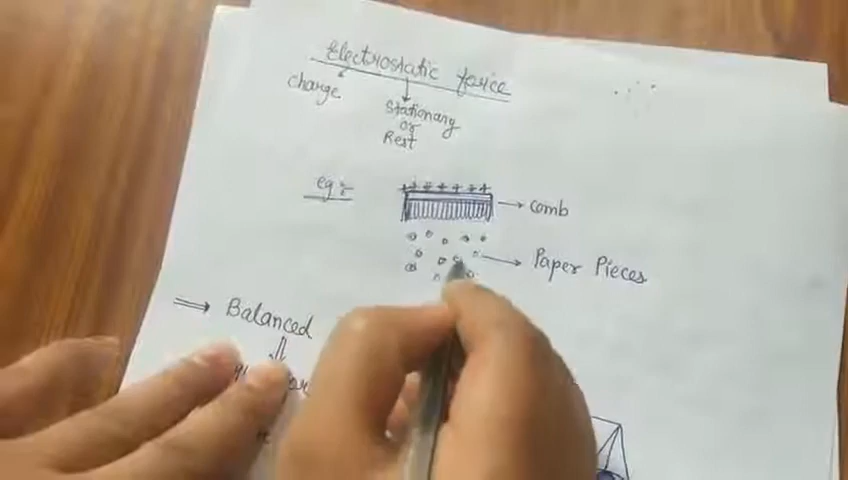 Electrostatic force
charge
Stationary
or
Rest
eg:
+ + + + + + +
comb
Paper Pieces
Balanced